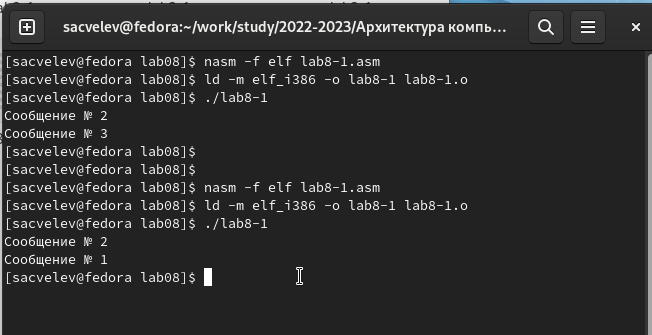 sacvelev@fedora:~/work/study/2022-2023/Архитектура компь…
[sacvelev@fedora lab08]$ nasm -f elf lab8-1.asm
[sacvelev@fedora lab08]$ ld -m elf_i386 -o lab8-1 lab8-1.o
[sacvelev@fedora lab08]$ ./lab8-1
Сообщение № 2
Сообщение № 3
[sacvelev@fedora lab08]$
[sacvelev@fedora lab08]$
[sacvelev@fedora lab08]$ nasm -f elf lab8-1.asm
[sacvelev@fedora lab08]$ ld -m elf_i386 -o lab8-1 lab8-1.o
[sacvelev@fedora lab08]$ ./lab8-1
Сообщение № 2
Сообщение № 1
[sacvelev@fedora lab08]$